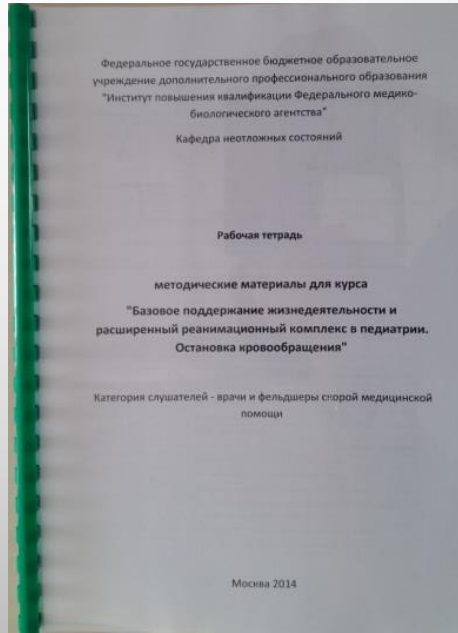 Федеральное государственное бюджетное образовательное
учреждение дополнительного профессионального образования
"Институт повышения квалификации Федерального медико-
биологического агентства"
Кафедра неотложных состояний
Рабочая тетрадь
методические материалы для курса
"Базовое поддержание жизнедеятельности и
расширенный реанимационный комплекс в педиатрии.
Остановка кровообращения"
Категория слушателей - врачи и фельдшеры скорой медицинской
помощи
Москва 2014